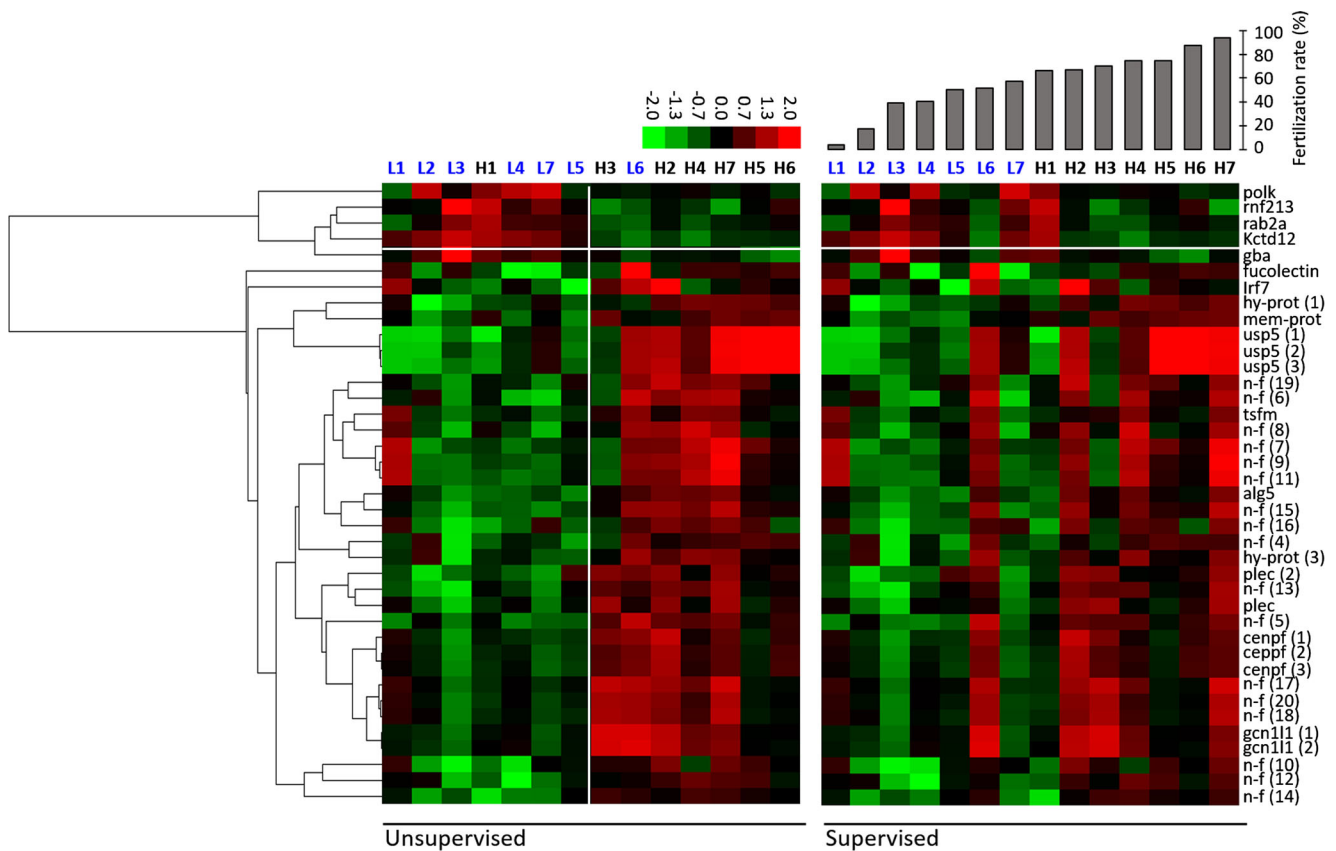 Fertilization rate (%)
100
80
60
40
20
0
-2.0 -1.3 -0.7 0.0 0.7 1.3 2.0
L1 L2 L3 H1 L4 L7 L5 H3 L6 H2 H4 H7 H5 H6
L1 L2 L3 L4 L5 L6 L7 H1 H2 H3 H4 H5 H6 H7
polk
rnf213
rab2a
Kctd12
gba
fucolectin
Irf7
hy-prot (1)
mem-prot
usp5 (1)
usp5 (2)
usp5 (3)
n-f (19)
n-f (6)
tsfm
n-f (8)
n-f (7)
n-f (9)
n-f (11)
alg5
n-f (15)
n-f (16)
n-f (4)
hy-prot (3)
plec (2)
n-f (13)
plec
n-f (5)
cenpf (1)
ceppf (2)
cenpf (3)
n-f (17)
n-f (20)
n-f (18)
gcn1l1 (1)
gcn1l1 (2)
n-f (10)
n-f (12)
n-f (14)
Unsupervised
Supervised